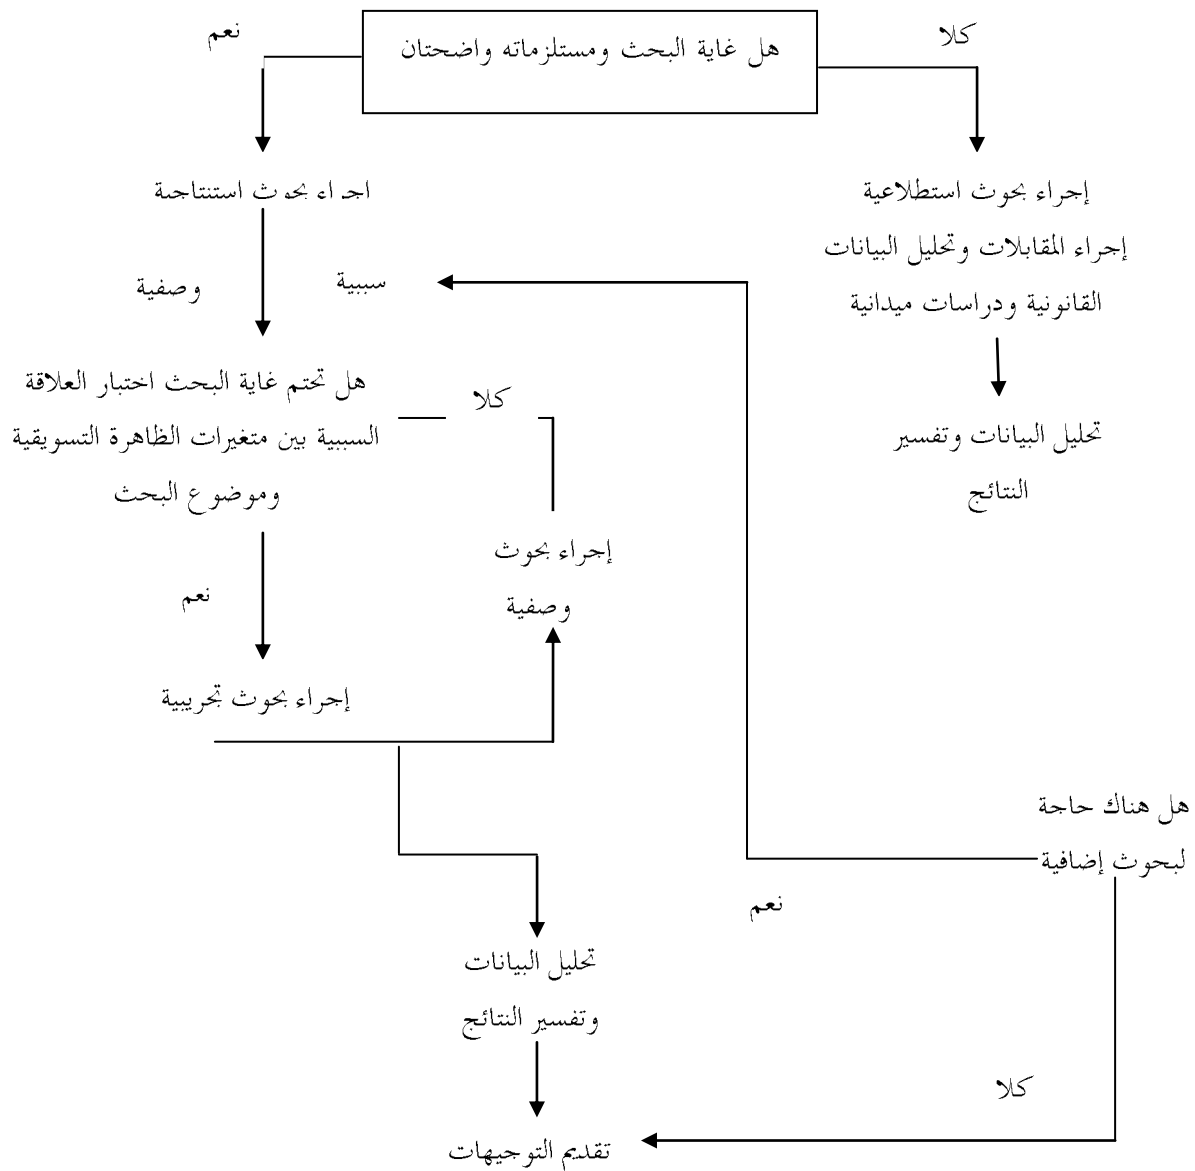 هل غاية البحث ومستلزماته واضحتان
كلا
نعم
إجراء بحوث استطلاعية
إجراء المقابلات وتحليل البيانات
القانونية ودراسات ميدانية
اجراء بحوث استنتاجية
سببية
وصفية
هل تحتم غاية البحث اختبار العلاقة
السببية بين متغيرات الظاهرة التسويقية
وموضوع البحث
كلا
تحليل البيانات وتفسير
النتائج
إجراء بحوث
وصفية
نعم
إجراء بحوث تجريبية
هل هناك حاجة
لبحوث إضافية
نعم
تحليل البيانات
وتفسير النتائج
كلا
تقديم التوجيهات